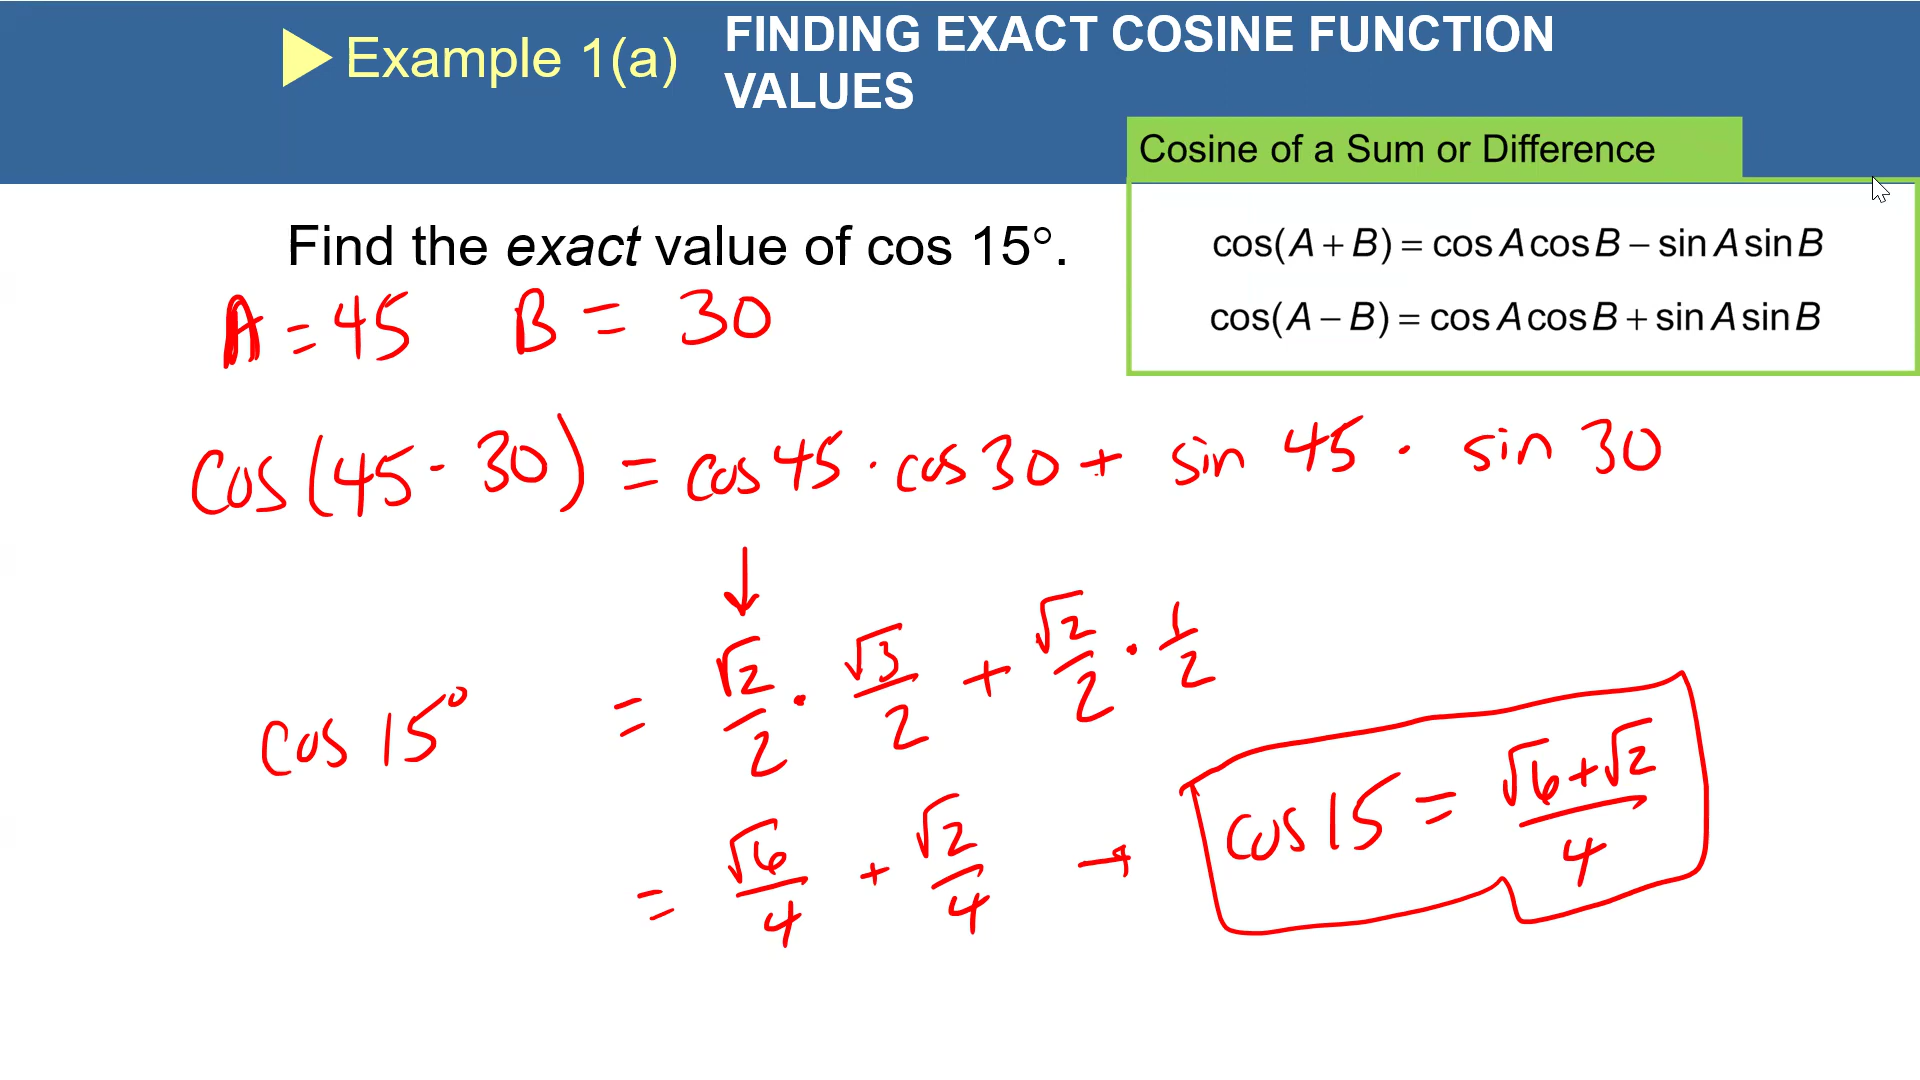 Example 1(a)
FINDING EXACT COSINE FUNCTION
VALUES
Cosine of a Sum or Difference
cos(A + B) = cos A cos B − sin A sin B
cos(A − B) = cos A cos B + sin A sin B
Find the exact value of cos 15°.
A = 45 B = 30
cos(45 - 30) = cos 45 · cos 30 + sin 45 · sin 30
↓
cos 15° = √2/2 · √3/2 + √2/2 · 1/2
= √6/4 + √2/4 → cos 15 = (√6+√2)/4